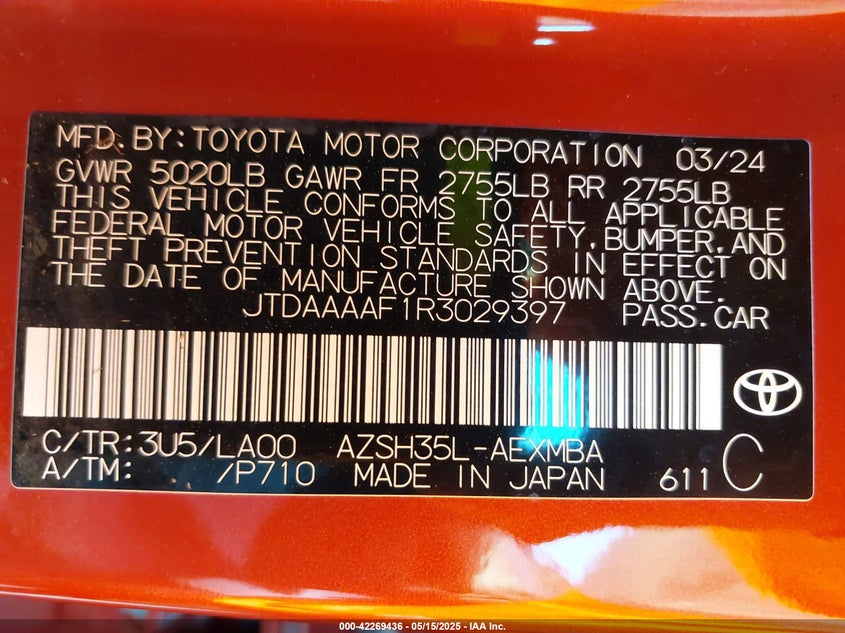 MFD BY: TOYOTA MOTOR CORPORATION 03/24
GVWR 5020LB GAWR FR 2755LB RR 2755LB
THIS VEHICLE CONFORMS TO ALL APPLICABLE
FEDERAL MOTOR VEHICLE SAFETY, BUMPER, AND
THEFT PREVENTION STANDARDS IN EFFECT ON
THE DATE OF MANUFACTURE SHOWN ABOVE.
JTDAAAAF1R3029397 PASS.CAR
C/TR: 3U5/LA00 AZSH35L-AEXMBA
A/TM: /P710 MADE IN JAPAN 611 C
000-42269436 - 05/15/2025 - IAA Inc.